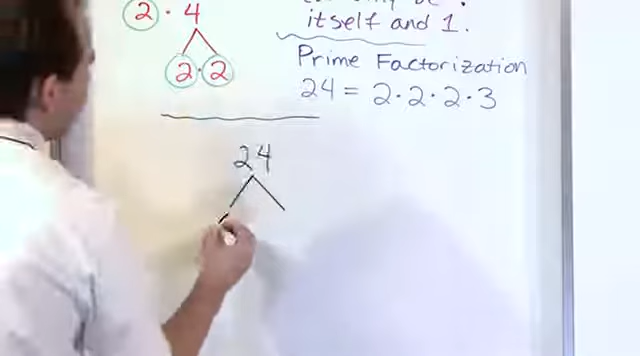 2 · 4
2 · 2
itself and 1.
Prime Factorization
24 = 2 · 2 · 2 · 3
24